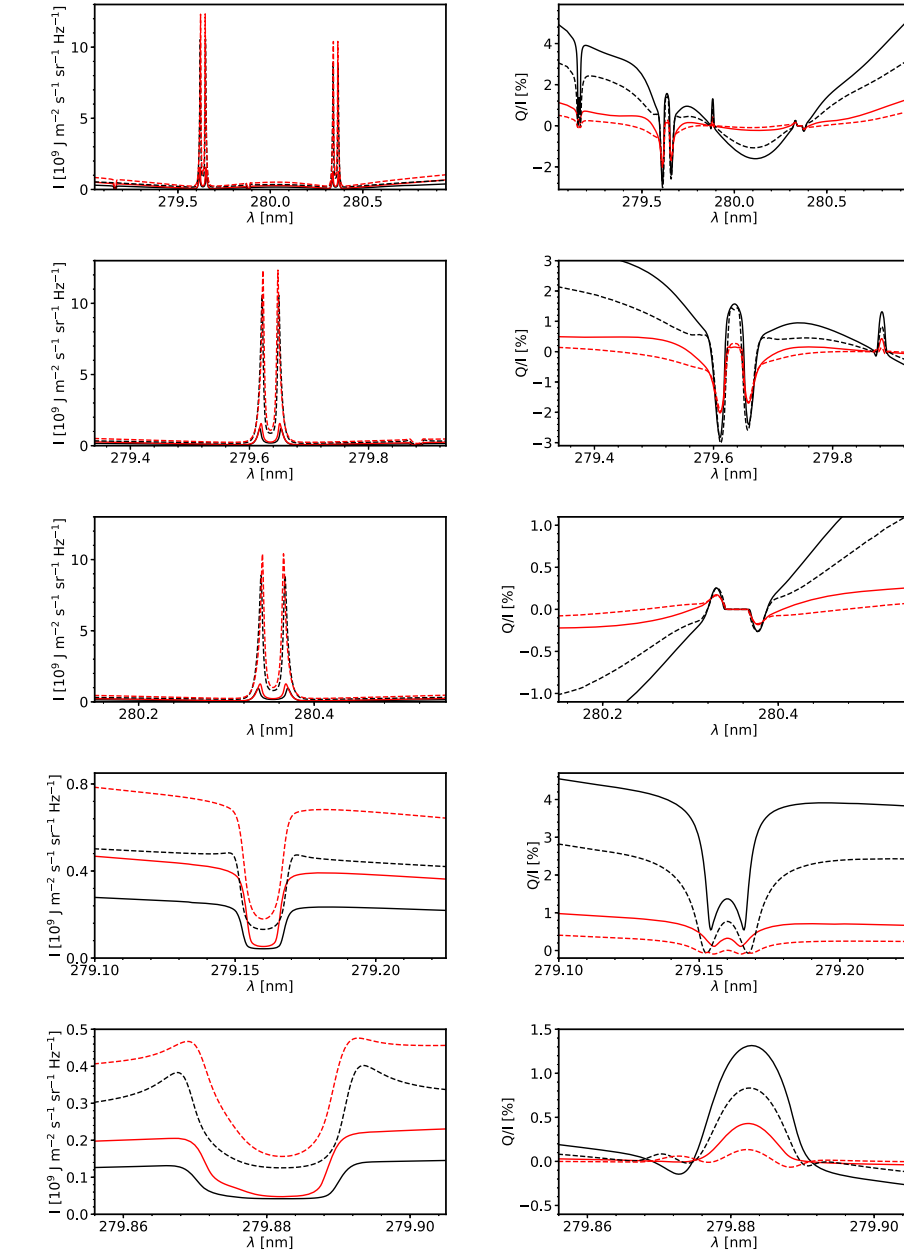 I [10⁹ J m⁻² s⁻¹ sr⁻¹ Hz⁻¹]
10
5
0
279.5 280.0 280.5
λ [nm]
Q/I [%]
4
2
0
−2
279.5 280.0 280.5
λ [nm]
I [10⁹ J m⁻² s⁻¹ sr⁻¹ Hz⁻¹]
10
5
0
279.4 279.6 279.8
λ [nm]
Q/I [%]
3
2
1
0
−1
−2
−3
279.4 279.6 279.8
λ [nm]
I [10⁹ J m⁻² s⁻¹ sr⁻¹ Hz⁻¹]
10
5
0
280.2 280.4
λ [nm]
Q/I [%]
1.0
0.5
0.0
−0.5
−1.0
280.2 280.4
λ [nm]
I [10⁹ J m⁻² s⁻¹ sr⁻¹ Hz⁻¹]
0.8
0.4
0.0
279.10 279.15 279.20
λ [nm]
Q/I [%]
4
3
2
1
0
279.10 279.15 279.20
λ [nm]
I [10⁹ J m⁻² s⁻¹ sr⁻¹ Hz⁻¹]
0.5
0.4
0.3
0.2
0.1
0.0
279.86 279.88 279.90
λ [nm]
Q/I [%]
1.5
1.0
0.5
0.0
−0.5
279.86 279.88 279.90
λ [nm]